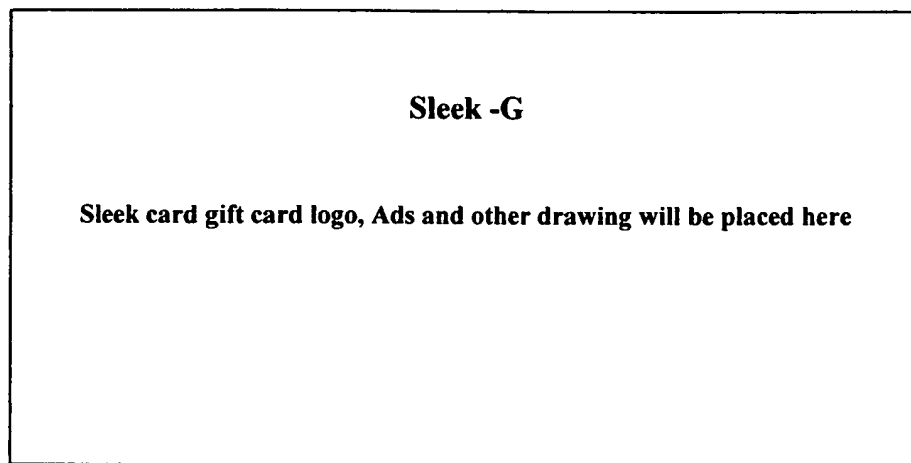 Sleek -G
Sleek card gift card logo, Ads and other drawing will be placed here